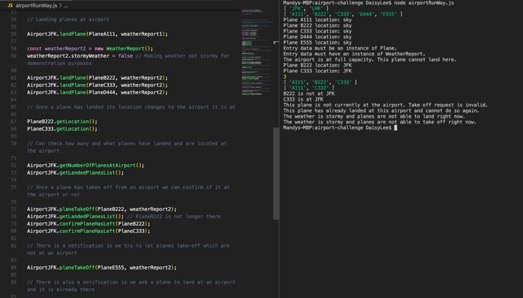 JS airportRunWay.js > ...
53
54 // Landing planes at airport
55
56 AirportJFK.landPlane(PlaneA111, weatherReport1);
57
58 const weatherReport2 = new WeatherReport();
59 weatherReport2.stormyWeather = false // Making weather not stormy for
demonstration purposes
60
61 AirportJFK.landPlane(PlaneB222, weatherReport2);
62 AirportJFK.landPlane(PlaneC333, weatherReport2);
63 AirportJFK.landPlane(PlaneD444, weatherReport2);
64
65 // Once a plane has landed its location changes to the airport it is at
66
67 PlaneB222.getLocation();
68 PlaneC333.getLocation();
69
70 // Can check how many and what planes have landed and are located at
the airport
71
72 AirportJFK.getNumberOfPlanesAtAirport();
73 AirportJFK.getLandedPlanesList();
74
75 // Once a plane has taken off from an airport we can confirm if it at
the airport or not
76
77 AirportJFK.planeTakeOff(PlaneB222, weatherReport2);
78 AirportJFK.getLandedPlanesList(); // PlaneB222 is not longer there
79 AirportJFK.confirmPlaneHasLeft(PlaneB222);
80 AirportJFK.confirmPlaneHasLeft(PlaneC333);
81
82 // There is a notification is we try to let planes take-off which are
not at an airport
83
84 AirportJFK.planeTakeOff(PlaneE555, weatherReport2);
85
86 // There is also a notification is we ask a plane to land at an airport
and it is already there
87
Mandys-MBP:airport-challenge DaisyLee$ node airportRunWay.js
[ 'JFK', 'LHR' ]
[ 'A111', 'B222', 'C333', 'D444', 'E555' ]
Plane A111 location: sky
Plane B222 location: sky
Plane C333 location: sky
Plane D444 location: sky
Plane E555 location: sky
Entry data must be an instance of Plane.
Entry data must have an instance of WeatherReport.
The airport is at full capacity. This plane cannot land here.
Plane B222 location: JFK
Plane C333 location: JFK
3
[ 'A111', 'B222', 'C333' ]
[ 'A111', 'C333' ]
B222 is not at JFK
C333 is at JFK
This plane is not currently at the airport. Take off request is invalid.
This plane has already landed at this airport and cannot do so again.
The weather is stormy and planes are not able to land right now.
The weather is stormy and planes are not able to take off right now.
Mandys-MBP:airport-challenge DaisyLee$